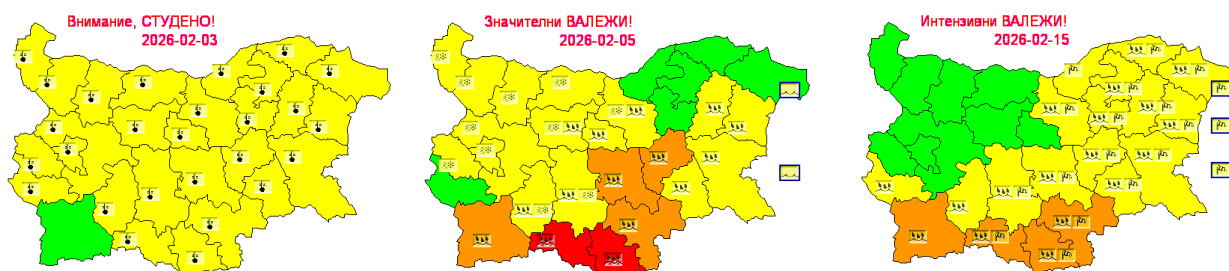 Внимание, СТУДЕНО!
2026-02-03
Значителни ВАЛЕЖИ!
2026-02-05
Интензивни ВАЛЕЖИ!
2026-02-15